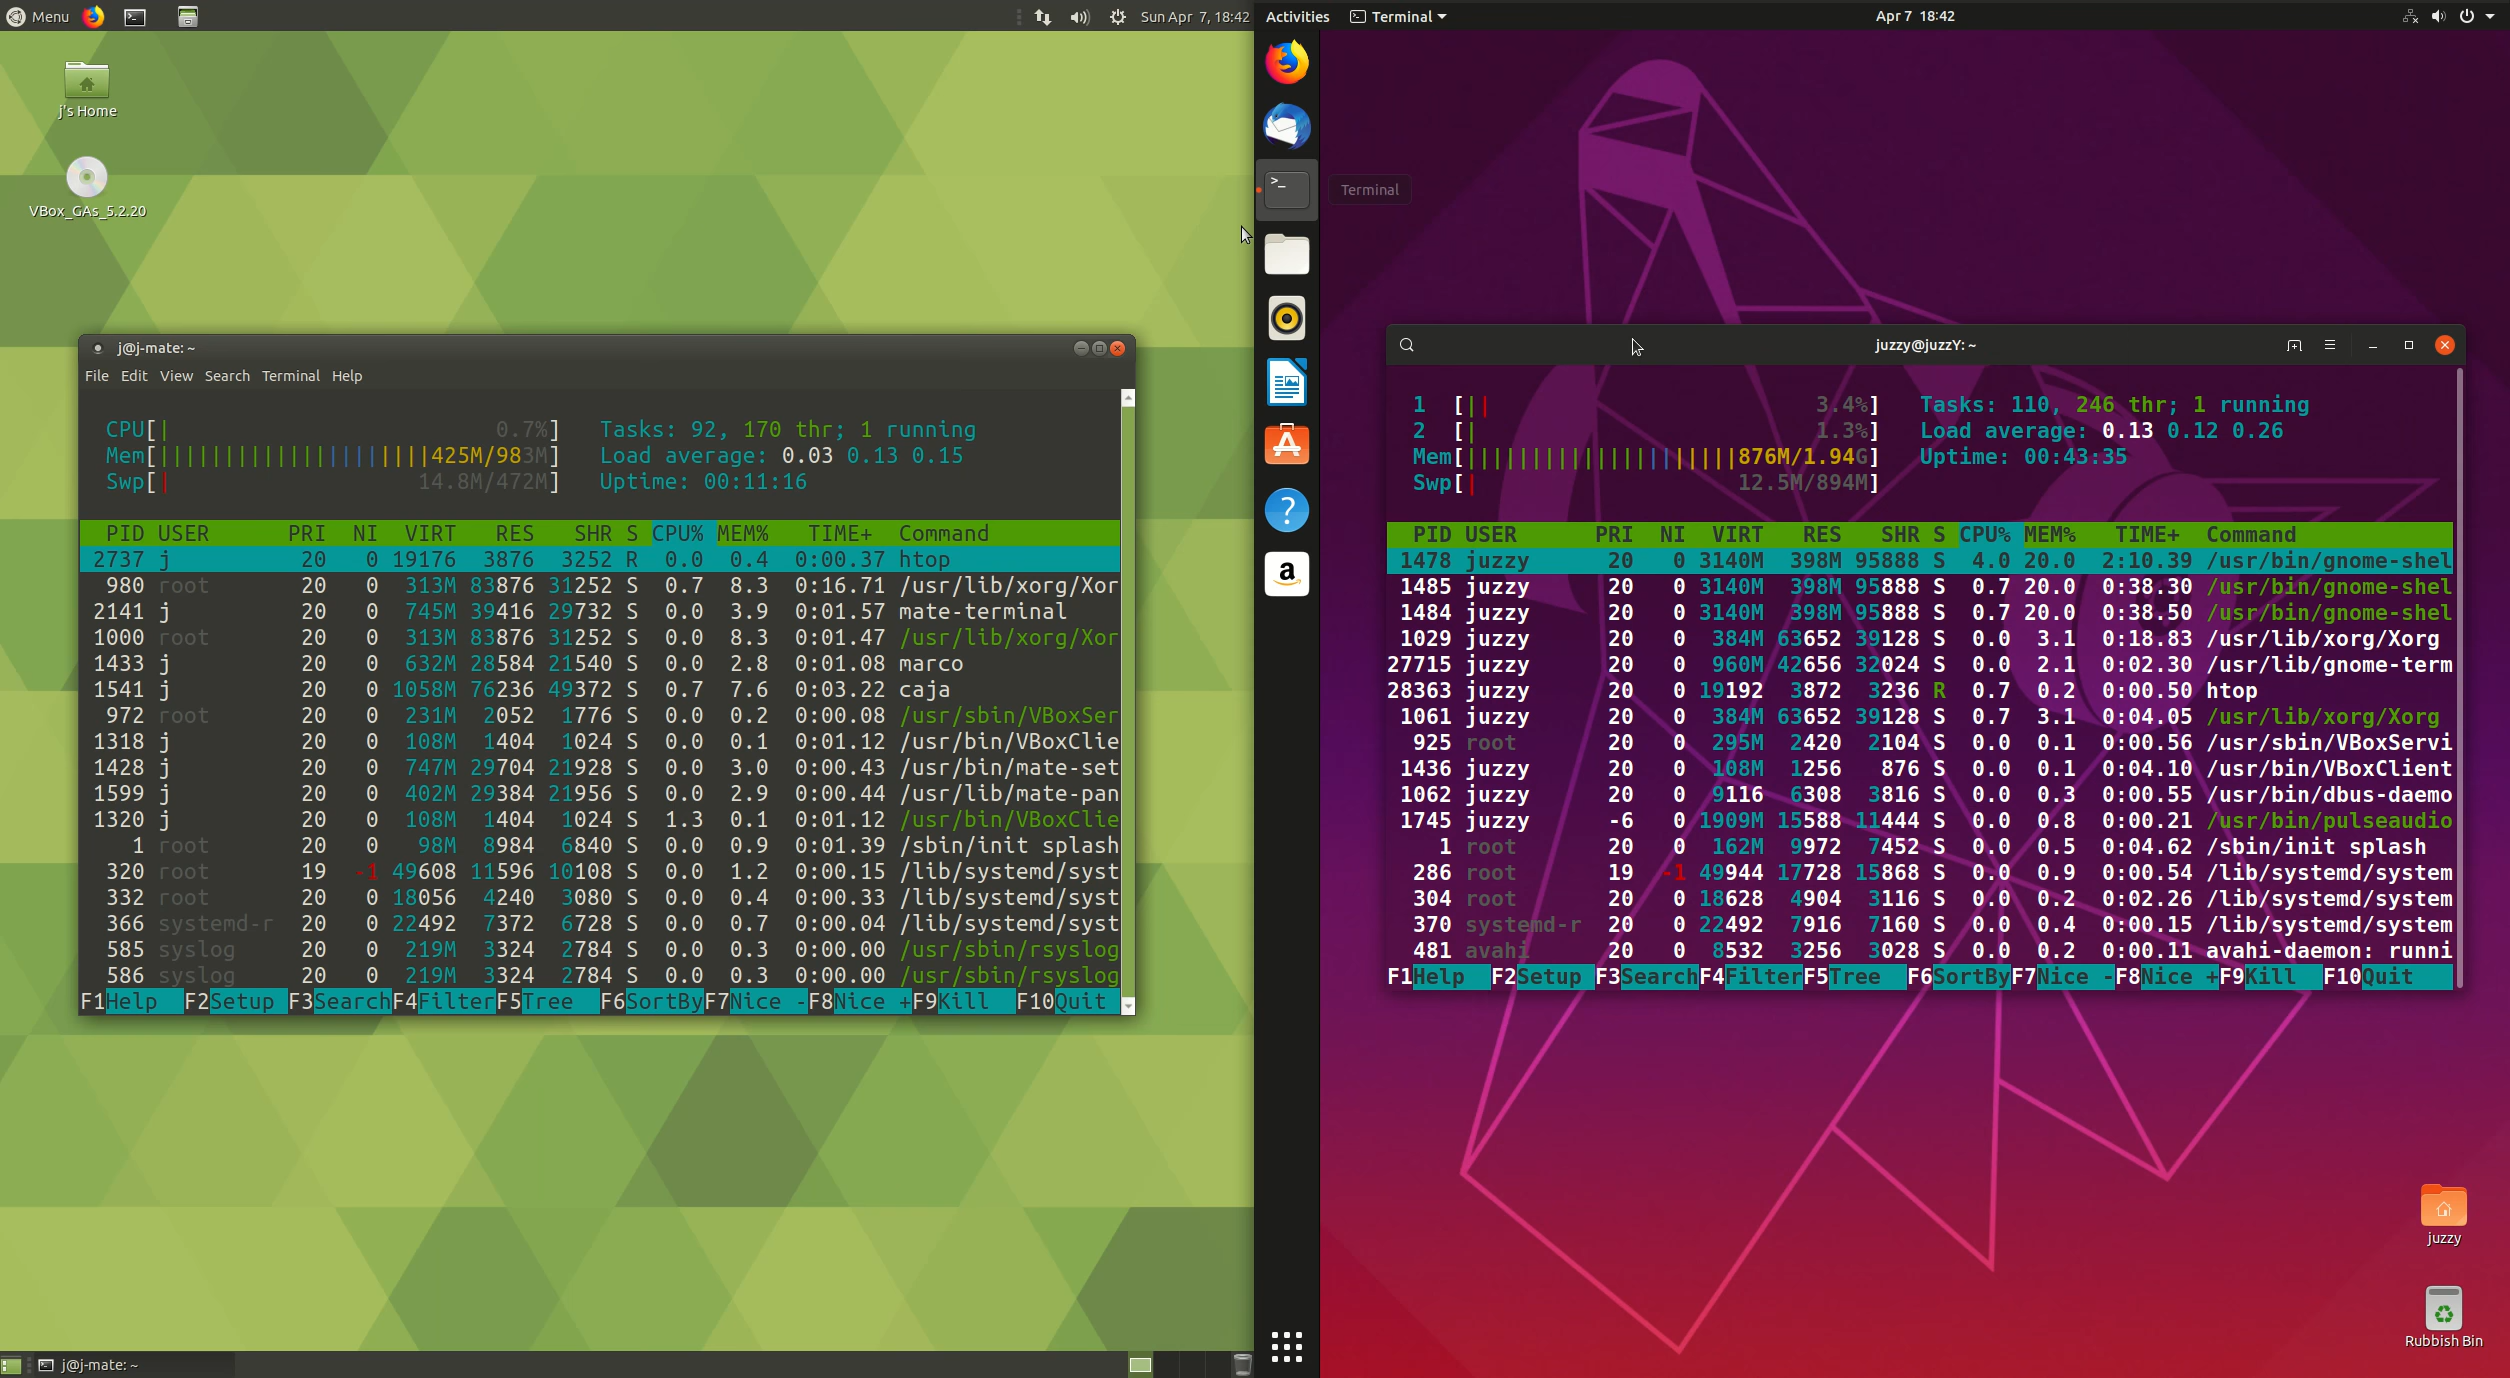 Menu
Sun Apr 7, 18:42
j's Home
VBox_GAs_5.2.20
j@j-mate: ~
File Edit View Search Terminal Help
CPU[| 0.7%] Tasks: 92, 170 thr; 1 running
Mem[|||||||||||||||||||||425M/983M] Load average: 0.03 0.13 0.15
Swp[| 14.8M/472M] Uptime: 00:11:16
PID USER PRI NI VIRT RES SHR S CPU% MEM% TIME+ Command
2737 j 20 0 19176 3876 3252 R 0.0 0.4 0:00.37 htop
980 root 20 0 313M 83876 31252 S 0.7 8.3 0:16.71 /usr/lib/xorg/Xor
2141 j 20 0 745M 39416 29732 S 0.0 3.9 0:01.57 mate-terminal
1000 root 20 0 313M 83876 31252 S 0.0 8.3 0:01.47 /usr/lib/xorg/Xor
1433 j 20 0 632M 28584 21540 S 0.0 2.8 0:01.08 marco
1541 j 20 0 1058M 76236 49372 S 0.7 7.6 0:03.22 caja
972 root 20 0 231M 2052 1776 S 0.0 0.2 0:00.08 /usr/sbin/VBoxSer
1318 j 20 0 108M 1404 1024 S 0.0 0.1 0:01.12 /usr/bin/VBoxClie
1428 j 20 0 747M 29704 21928 S 0.0 3.0 0:00.43 /usr/bin/mate-set
1599 j 20 0 402M 29384 21956 S 0.0 2.9 0:00.44 /usr/lib/mate-pan
1320 j 20 0 108M 1404 1024 S 1.3 0.1 0:01.12 /usr/bin/VBoxClie
1 root 20 0 98M 8984 6840 S 0.0 0.9 0:01.39 /sbin/init splash
320 root 19 -1 49608 11596 10108 S 0.0 1.2 0:00.15 /lib/systemd/syst
332 root 20 0 18056 4240 3080 S 0.0 0.4 0:00.33 /lib/systemd/syst
366 systemd-r 20 0 22492 7372 6728 S 0.0 0.7 0:00.04 /lib/systemd/syst
585 syslog 20 0 219M 3324 2784 S 0.0 0.3 0:00.00 /usr/sbin/rsyslog
586 syslog 20 0 219M 3324 2784 S 0.0 0.3 0:00.00 /usr/sbin/rsyslog
F1Help F2Setup F3SearchF4FilterF5Tree F6SortByF7Nice -F8Nice +F9Kill F10Quit
j@j-mate: ~
Activities Terminal
Apr 7 18:42
Terminal
>_
?
a
juzzy@juzzY: ~
1 [|| 3.4%] Tasks: 110, 246 thr; 1 running
2 [| 1.3%] Load average: 0.13 0.12 0.26
Mem[|||||||||||||||||||||876M/1.94G] Uptime: 00:43:35
Swp[| 12.5M/894M]
PID USER PRI NI VIRT RES SHR S CPU% MEM% TIME+ Command
1478 juzzy 20 0 3140M 398M 95888 S 4.0 20.0 2:10.39 /usr/bin/gnome-shel
1485 juzzy 20 0 3140M 398M 95888 S 0.7 20.0 0:38.30 /usr/bin/gnome-shel
1484 juzzy 20 0 3140M 398M 95888 S 0.7 20.0 0:38.50 /usr/bin/gnome-shel
1029 juzzy 20 0 384M 63652 39128 S 0.0 3.1 0:18.83 /usr/lib/xorg/Xorg
27715 juzzy 20 0 960M 42656 32024 S 0.0 2.1 0:02.30 /usr/lib/gnome-term
28363 juzzy 20 0 19192 3872 3236 R 0.7 0.2 0:00.50 htop
1061 juzzy 20 0 384M 63652 39128 S 0.7 3.1 0:04.05 /usr/lib/xorg/Xorg
925 root 20 0 295M 2420 2104 S 0.0 0.1 0:00.56 /usr/sbin/VBoxServi
1436 juzzy 20 0 108M 1256 876 S 0.0 0.1 0:04.10 /usr/bin/VBoxClient
1062 juzzy 20 0 9116 6308 3816 S 0.0 0.3 0:00.55 /usr/bin/dbus-daemo
1745 juzzy -6 0 1909M 15588 11444 S 0.0 0.8 0:00.21 /usr/bin/pulseaudio
1 root 20 0 162M 9972 7452 S 0.0 0.5 0:04.62 /sbin/init splash
286 root 19 -1 49944 17728 15868 S 0.0 0.9 0:00.54 /lib/systemd/system
304 root 20 0 18628 4904 3116 S 0.0 0.2 0:02.26 /lib/systemd/system
370 systemd-r 20 0 22492 7916 7160 S 0.0 0.4 0:00.15 /lib/systemd/system
481 avahi 20 0 8532 3256 3028 S 0.0 0.2 0:00.11 avahi-daemon: runni
F1Help F2Setup F3SearchF4FilterF5Tree F6SortByF7Nice -F8Nice +F9Kill F10Quit
juzzy
Rubbish Bin